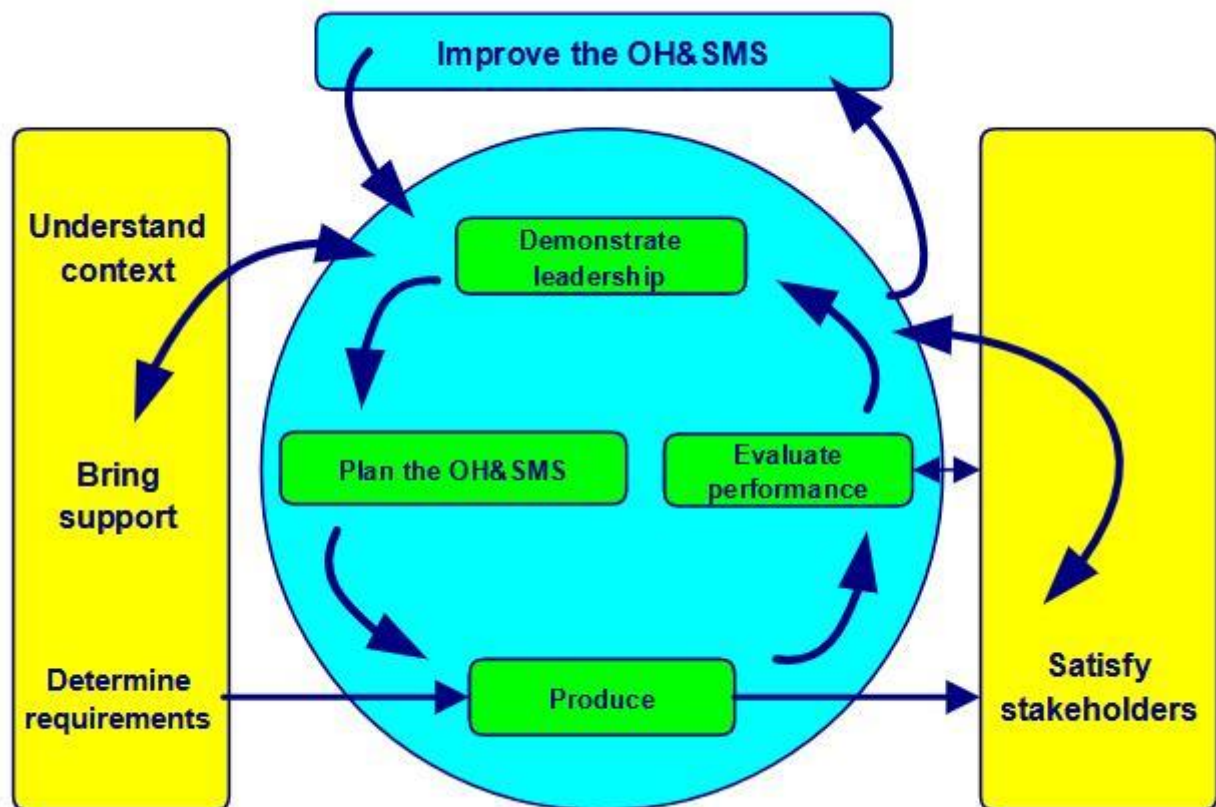 Improve the OH&SMS
Understand
context
Bring
support
Determine
requirements
Demonstrate
leadership
Plan the OH&SMS
Evaluate
performance
Produce
Satisfy
stakeholders